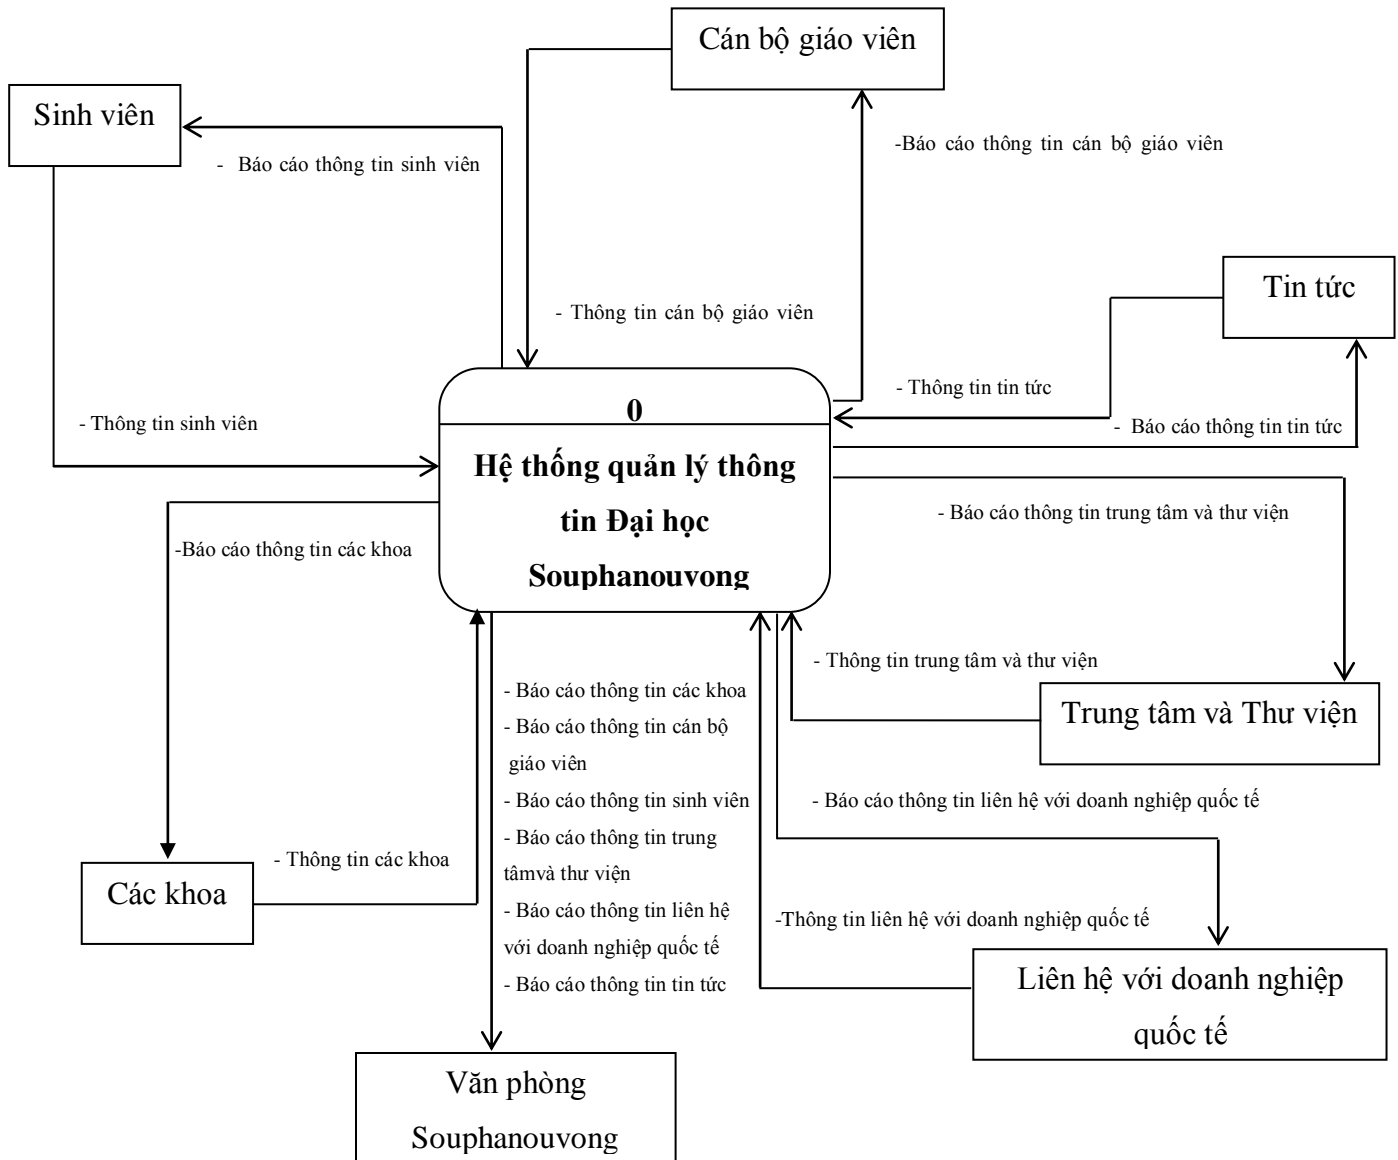 Cán bộ giáo viên
Sinh viên
-Báo cáo thông tin cán bộ giáo viên
- Báo cáo thông tin sinh viên
Tin tức
- Thông tin cán bộ giáo viên
- Thông tin tin tức
0
- Thông tin sinh viên
- Báo cáo thông tin tin tức
Hệ thống quản lý thông
tin Đại học
Souphanouvong
- Báo cáo thông tin trung tâm và thư viện
-Báo cáo thông tin các khoa
- Thông tin trung tâm và thư viện
- Báo cáo thông tin các khoa
- Báo cáo thông tin cán bộ
giáo viên
- Báo cáo thông tin sinh viên
- Báo cáo thông tin trung
tâmvà thư viện
- Báo cáo thông tin liên hệ
với doanh nghiệp quốc tế
- Báo cáo thông tin tin tức
Trung tâm và Thư viện
- Báo cáo thông tin liên hệ với doanh nghiệp quốc tế
- Thông tin các khoa
Các khoa
-Thông tin liên hệ với doanh nghiệp quốc tế
Liên hệ với doanh nghiệp
quốc tế
Văn phòng
Souphanouvong